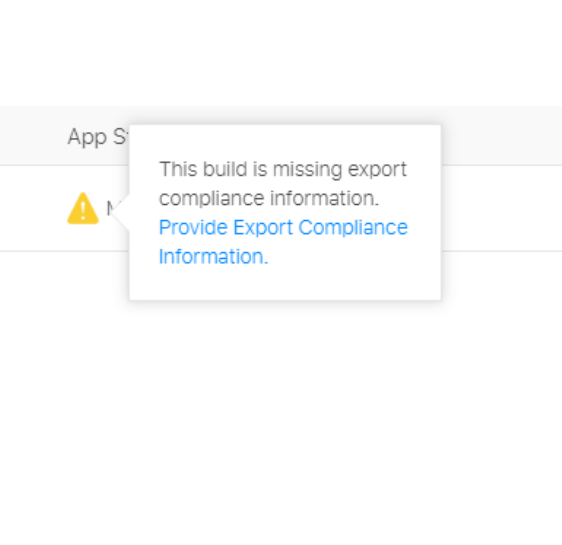 App S
This build is missing export
compliance information.
Provide Export Compliance
Information.